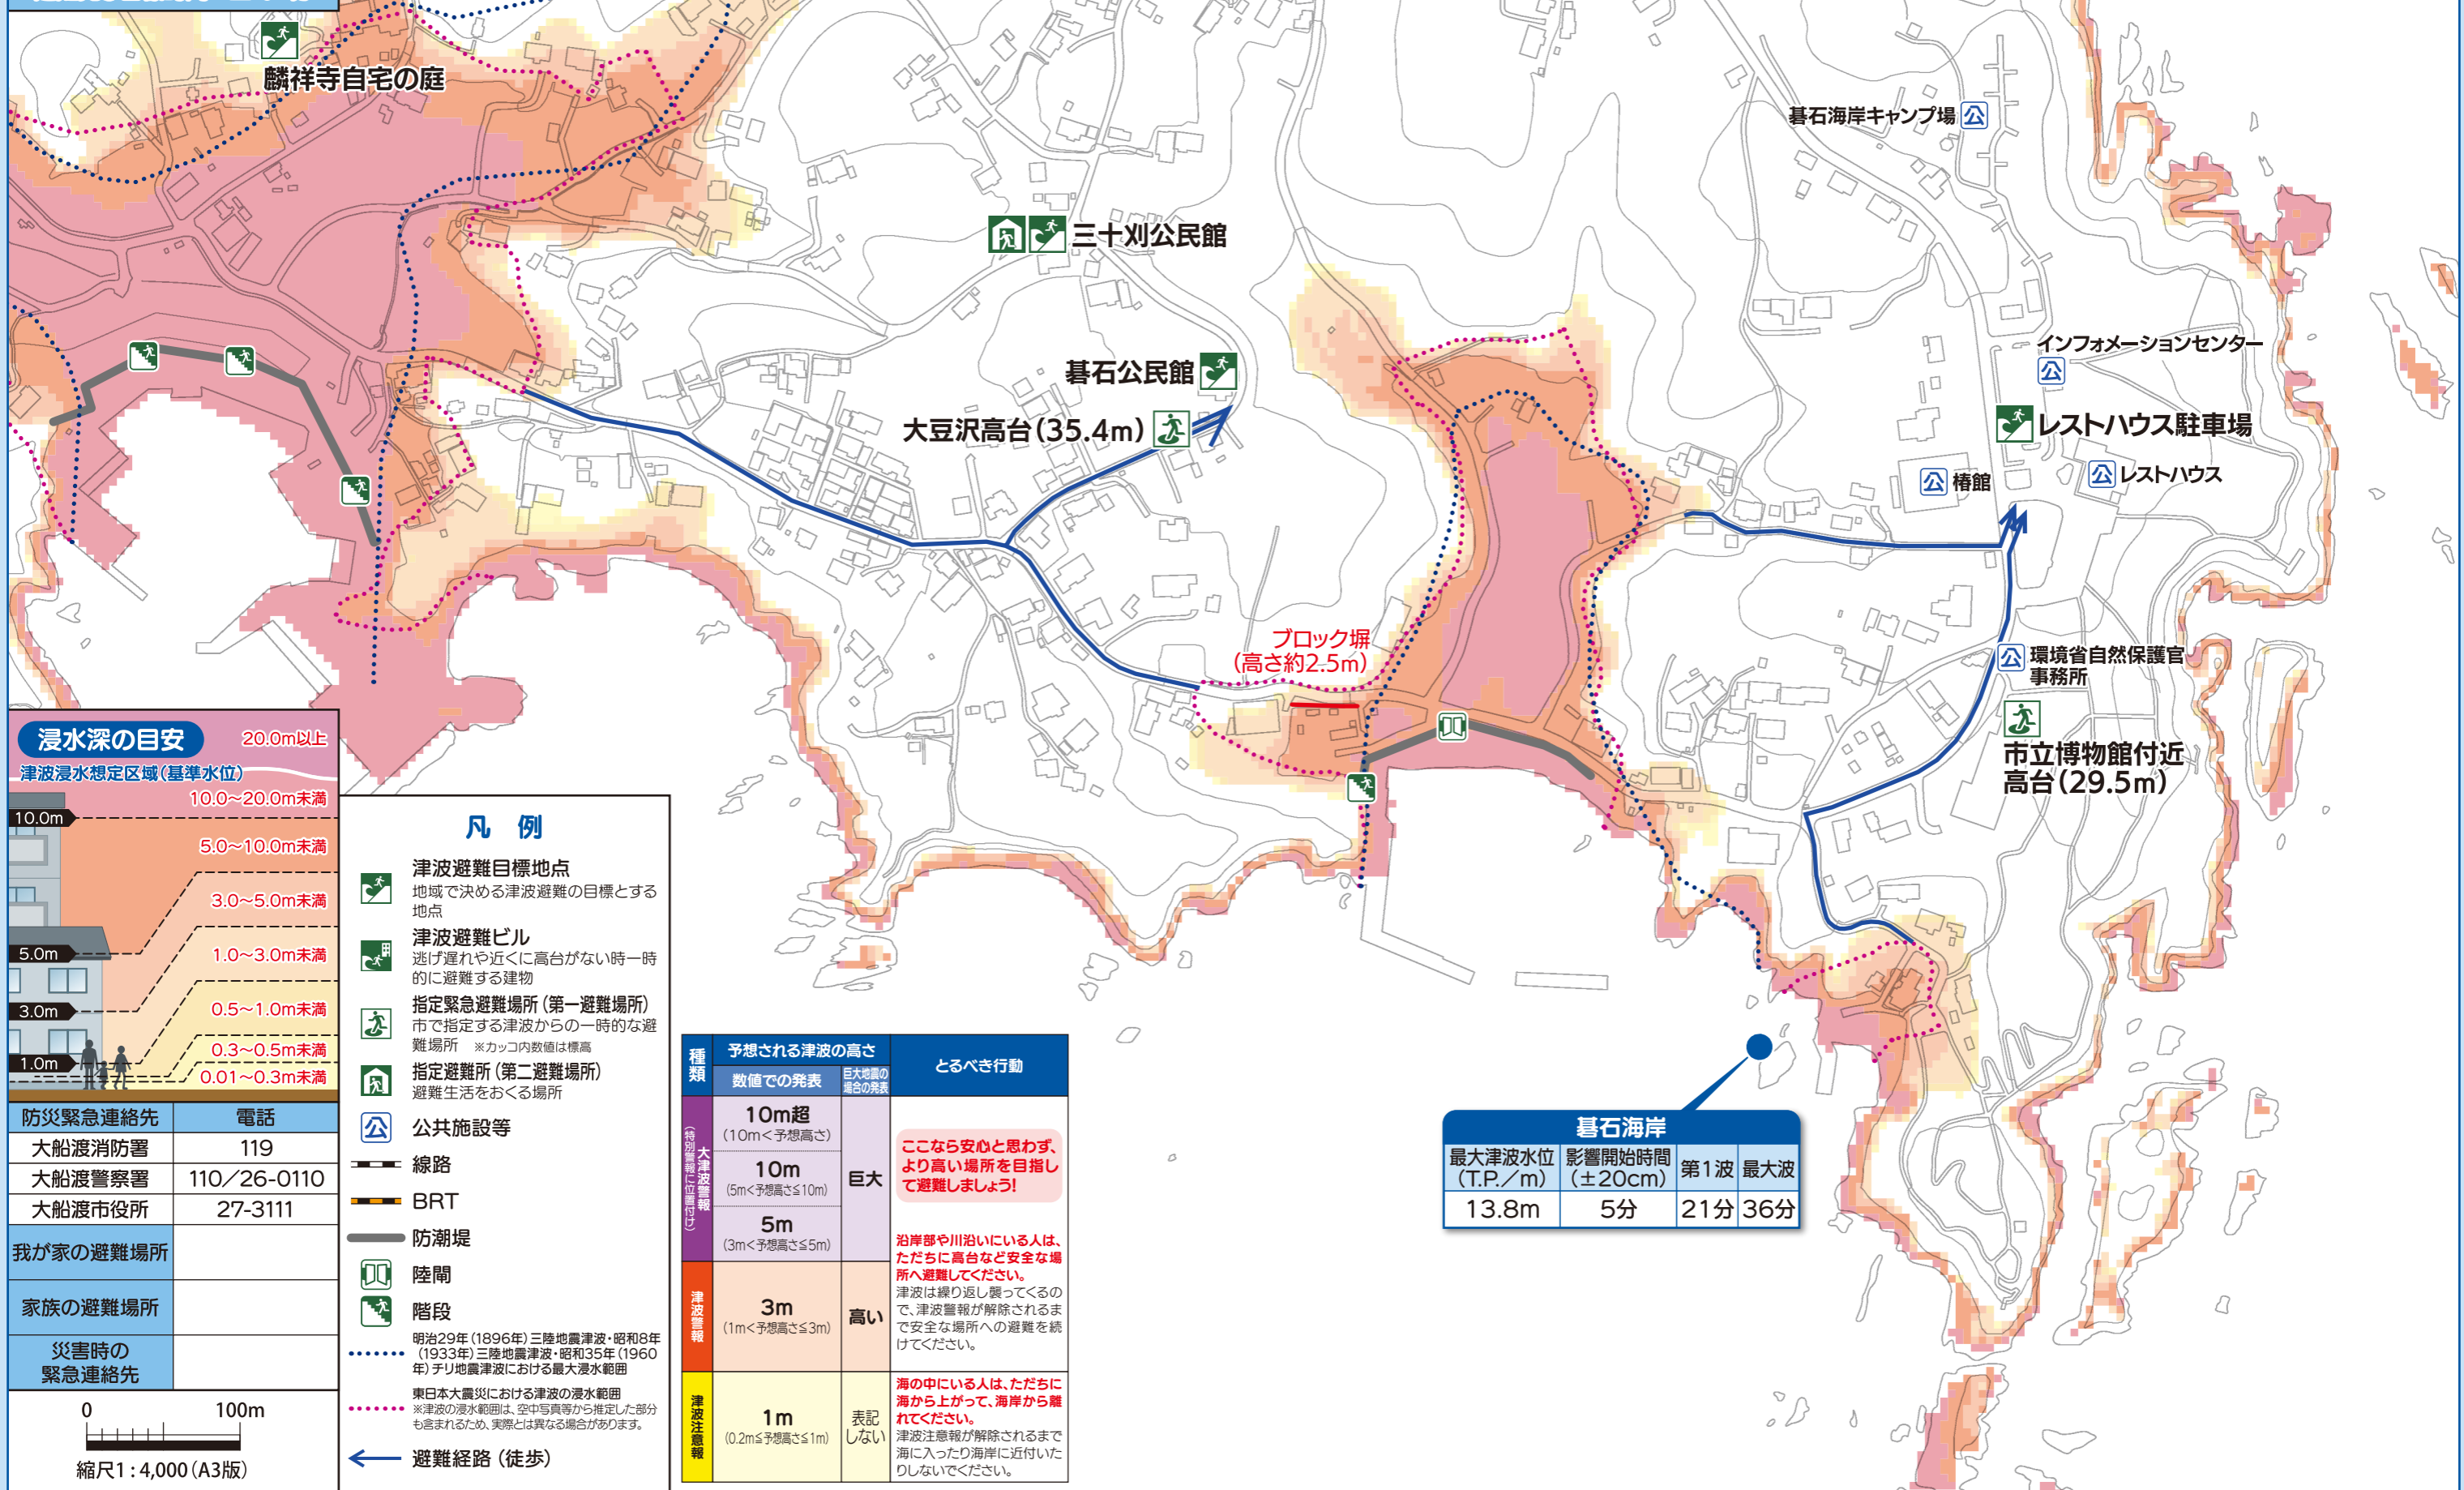 麟祥寺自宅の庭
碁石海岸キャンプ場 公
三十刈公民館
インフォメーションセンター
公
碁石公民館
大豆沢高台(35.4m)
レストハウス駐車場
公 椿館
公 レストハウス
ブロック塀
(高さ約2.5m)
公 環境省自然保護官
事務所
市立博物館付近
高台(29.5m)
浸水深の目安
津波浸水想定区域(基準水位)
20.0m以上
10.0~20.0m未満
10.0m
5.0~10.0m未満
3.0~5.0m未満
5.0m
1.0~3.0m未満
3.0m
0.5~1.0m未満
0.3~0.5m未満
1.0m
0.01~0.3m未満
防災緊急連絡先 電話
大船渡消防署 119
大船渡警察署 110/26-0110
大船渡市役所 27-3111
我が家の避難場所
家族の避難場所
災害時の
緊急連絡先
0 100m
縮尺1:4,000(A3版)
凡 例
津波避難目標地点
地域で決める津波避難の目標とする
地点
津波避難ビル
逃げ遅れや近くに高台がない時一時
的に避難する建物
指定緊急避難場所(第一避難場所)
市で指定する津波からの一時的な避
難場所 ※カッコ内数値は標高
指定避難所(第二避難場所)
避難生活をおくる場所
公 公共施設等
線路
BRT
防潮堤
陸閘
階段
明治29年(1896年)三陸地震津波・昭和8年
(1933年)三陸地震津波・昭和35年(1960
年)チリ地震津波における最大浸水範囲
東日本大震災における津波の浸水範囲
※津波の浸水範囲は、空中写真等から推定した部分
も含まれるため、実際とは異なる場合があります。
避難経路(徒歩)
種類
予想される津波の高さ
数値での発表
巨大地震の
場合の発表
とるべき行動
大津波警報
(特別警報に位置付け)
10m超
(10m<予想高さ)
10m
(5m<予想高さ≦10m)
5m
(3m<予想高さ≦5m)
巨大
ここなら安心と思わず、
より高い場所を目指し
て避難しましょう!
沿岸部や川沿いにいる人は、
ただちに高台など安全な場
所へ避難してください。
津波は繰り返し襲ってくるの
で、津波警報が解除されるま
で安全な場所への避難を続
けてください。
津波警報
3m
(1m<予想高さ≦3m)
高い
津波注意報
1m
(0.2m≦予想高さ≦1m)
表記
しない
海の中にいる人は、ただちに
海から上がって、海岸から離
れてください。
津波注意報が解除されるまで
海に入ったり海岸に近付いた
りしないでください。
碁石海岸
最大津波水位
(T.P./m)
影響開始時間
(±20cm)
第1波 最大波
13.8m 5分 21分 36分